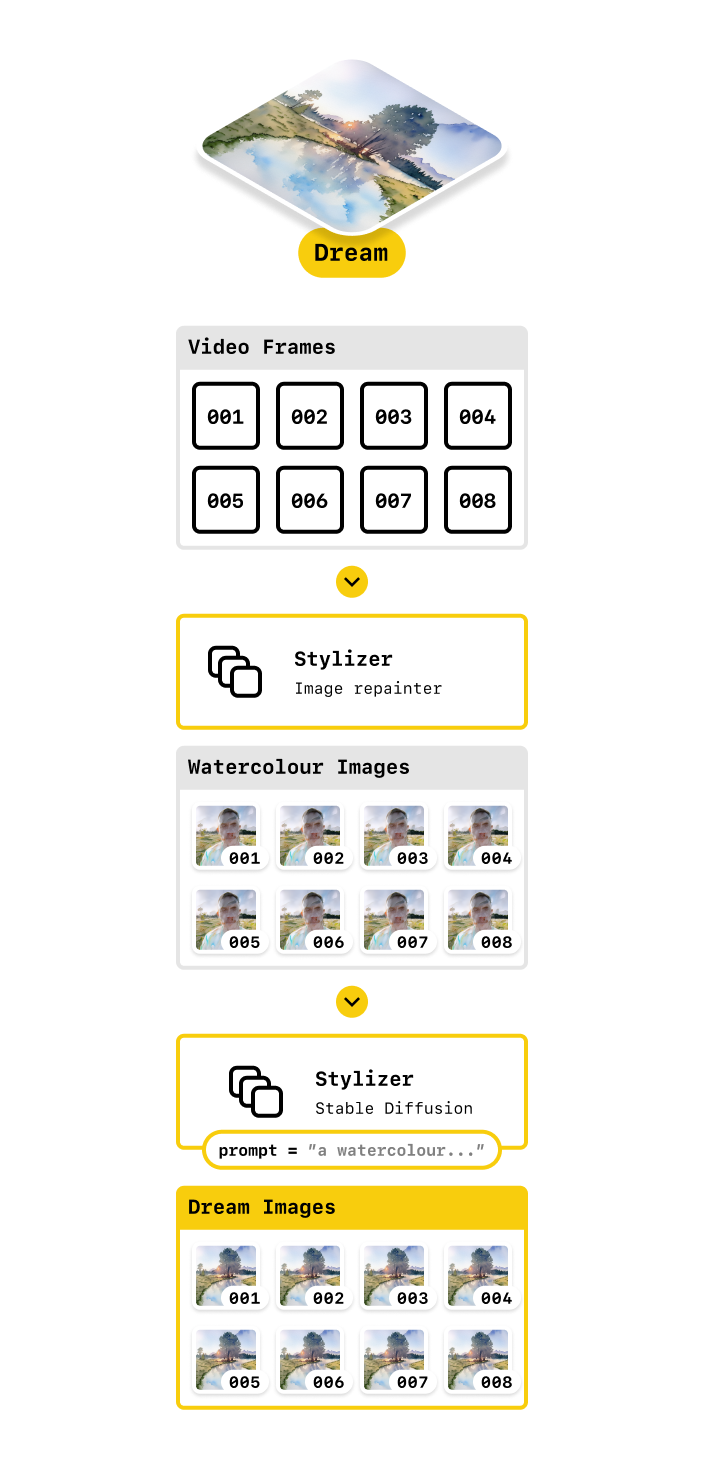 Dream
Video Frames
001 002 003 004
005 006 007 008
Stylizer
Image repainter
Watercolour Images
001 002 003 004
005 006 007 008
Stylizer
Stable Diffusion
prompt = "a watercolour..."
Dream Images
001 002 003 004
005 006 007 008